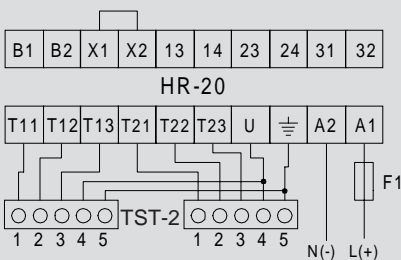 B1 B2 X1 X2 13 14 23 24 31 32
HR-20
T11 T12 T13 T21 T22 T23 U A2 A1
F1
TST-2
1 2 3 4 5 1 2 3 4 5
N(-) L(+)